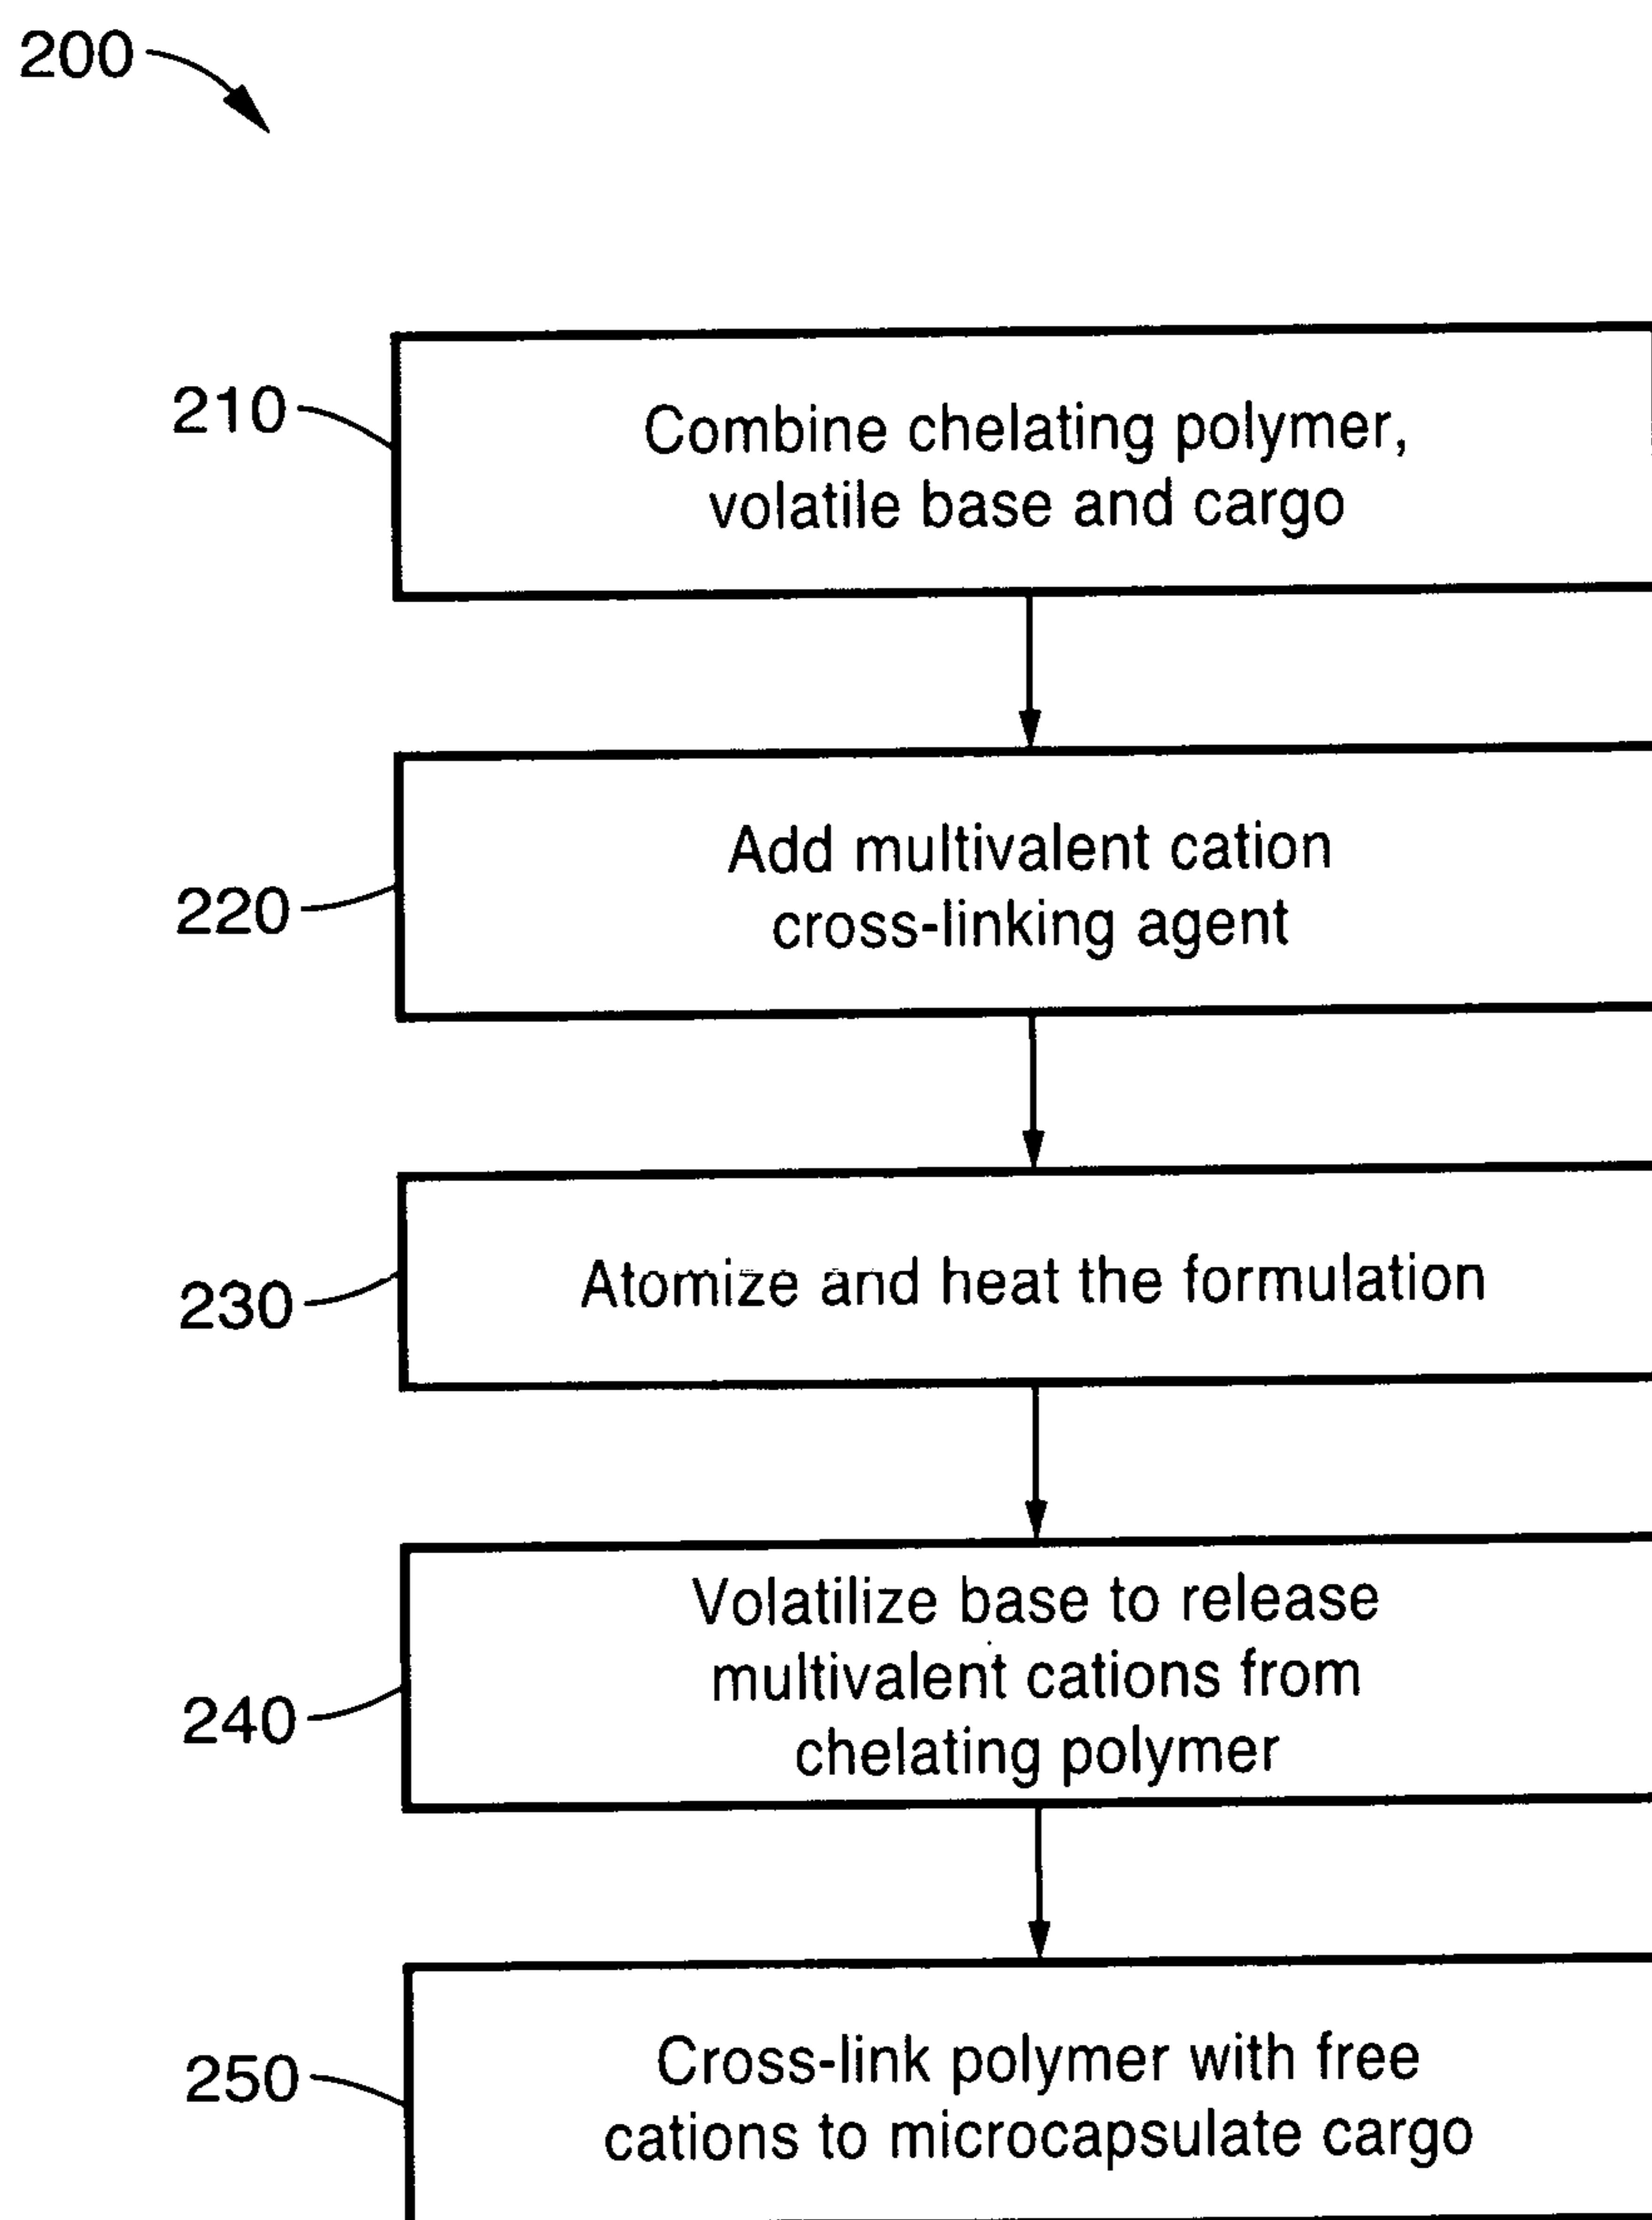 200
210
Combine chelating polymer,
volatile base and cargo
220
Add multivalent cation
cross-linking agent
230
Atomize and heat the formulation
240
Volatilize base to release
multivalent cations from
chelating polymer
250
Cross-link polymer with free
cations to microcapsulate cargo